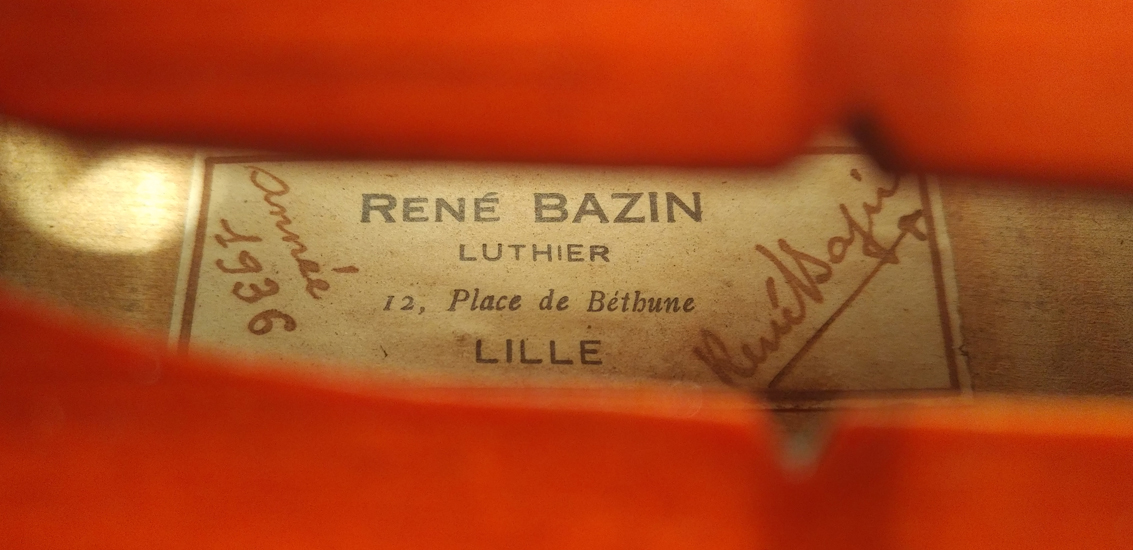 RENÉ BAZIN
LUTHIER
12, Place de Béthune
LILLE
année
1936
René Bazin